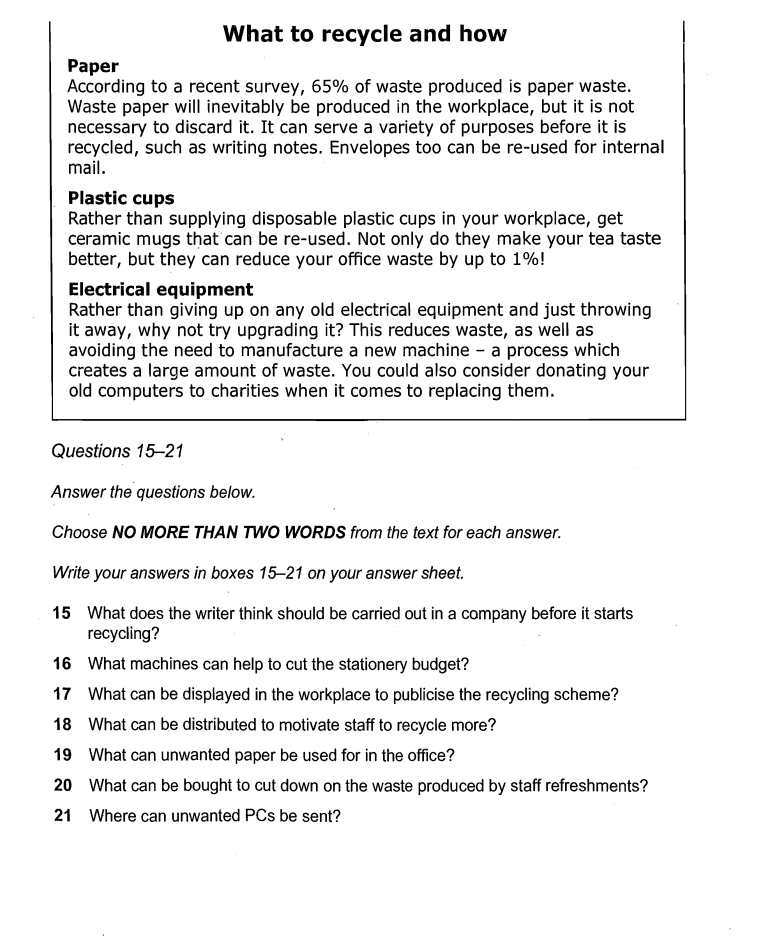 What to recycle and how
Paper
According to a recent survey, 65% of waste produced is paper waste.
Waste paper will inevitably be produced in the workplace, but it is not
necessary to discard it. It can serve a variety of purposes before it is
recycled, such as writing notes. Envelopes too can be re-used for internal
mail.
Plastic cups
Rather than supplying disposable plastic cups in your workplace, get
ceramic mugs that can be re-used. Not only do they make your tea taste
better, but they can reduce your office waste by up to 1%!
Electrical equipment
Rather than giving up on any old electrical equipment and just throwing
it away, why not try upgrading it? This reduces waste, as well as
avoiding the need to manufacture a new machine – a process which
creates a large amount of waste. You could also consider donating your
old computers to charities when it comes to replacing them.
Questions 15–21
Answer the questions below.
Choose NO MORE THAN TWO WORDS from the text for each answer.
Write your answers in boxes 15–21 on your answer sheet.
15 What does the writer think should be carried out in a company before it starts
recycling?
16 What machines can help to cut the stationery budget?
17 What can be displayed in the workplace to publicise the recycling scheme?
18 What can be distributed to motivate staff to recycle more?
19 What can unwanted paper be used for in the office?
20 What can be bought to cut down on the waste produced by staff refreshments?
21 Where can unwanted PCs be sent?